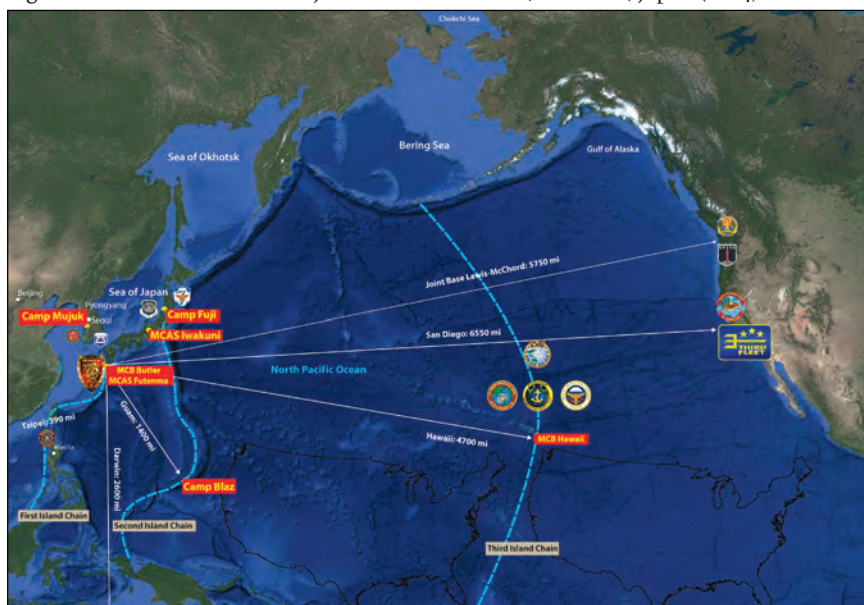 Chukchi Sea
Bering Sea
Gulf of Alaska
Sea of Okhotsk
Joint Base Lewis-McChord: 5750 mi
Beijing
Sea of Japan
Pyongyang
Camp Mujuk
Seoul
Camp Fuji
MCAS Iwakuni
San Diego: 6550 mi
3
THIRD
FLEET
MCB Butler
MCAS Futenma
North Pacific Ocean
Taipei: 390 mi
Guam: 1400 mi
Hawaii: 4700 mi
MCB Hawaii
Manila
Darwin: 2600 mi
Camp Blaz
First Island Chain
Second Island Chain
Third Island Chain